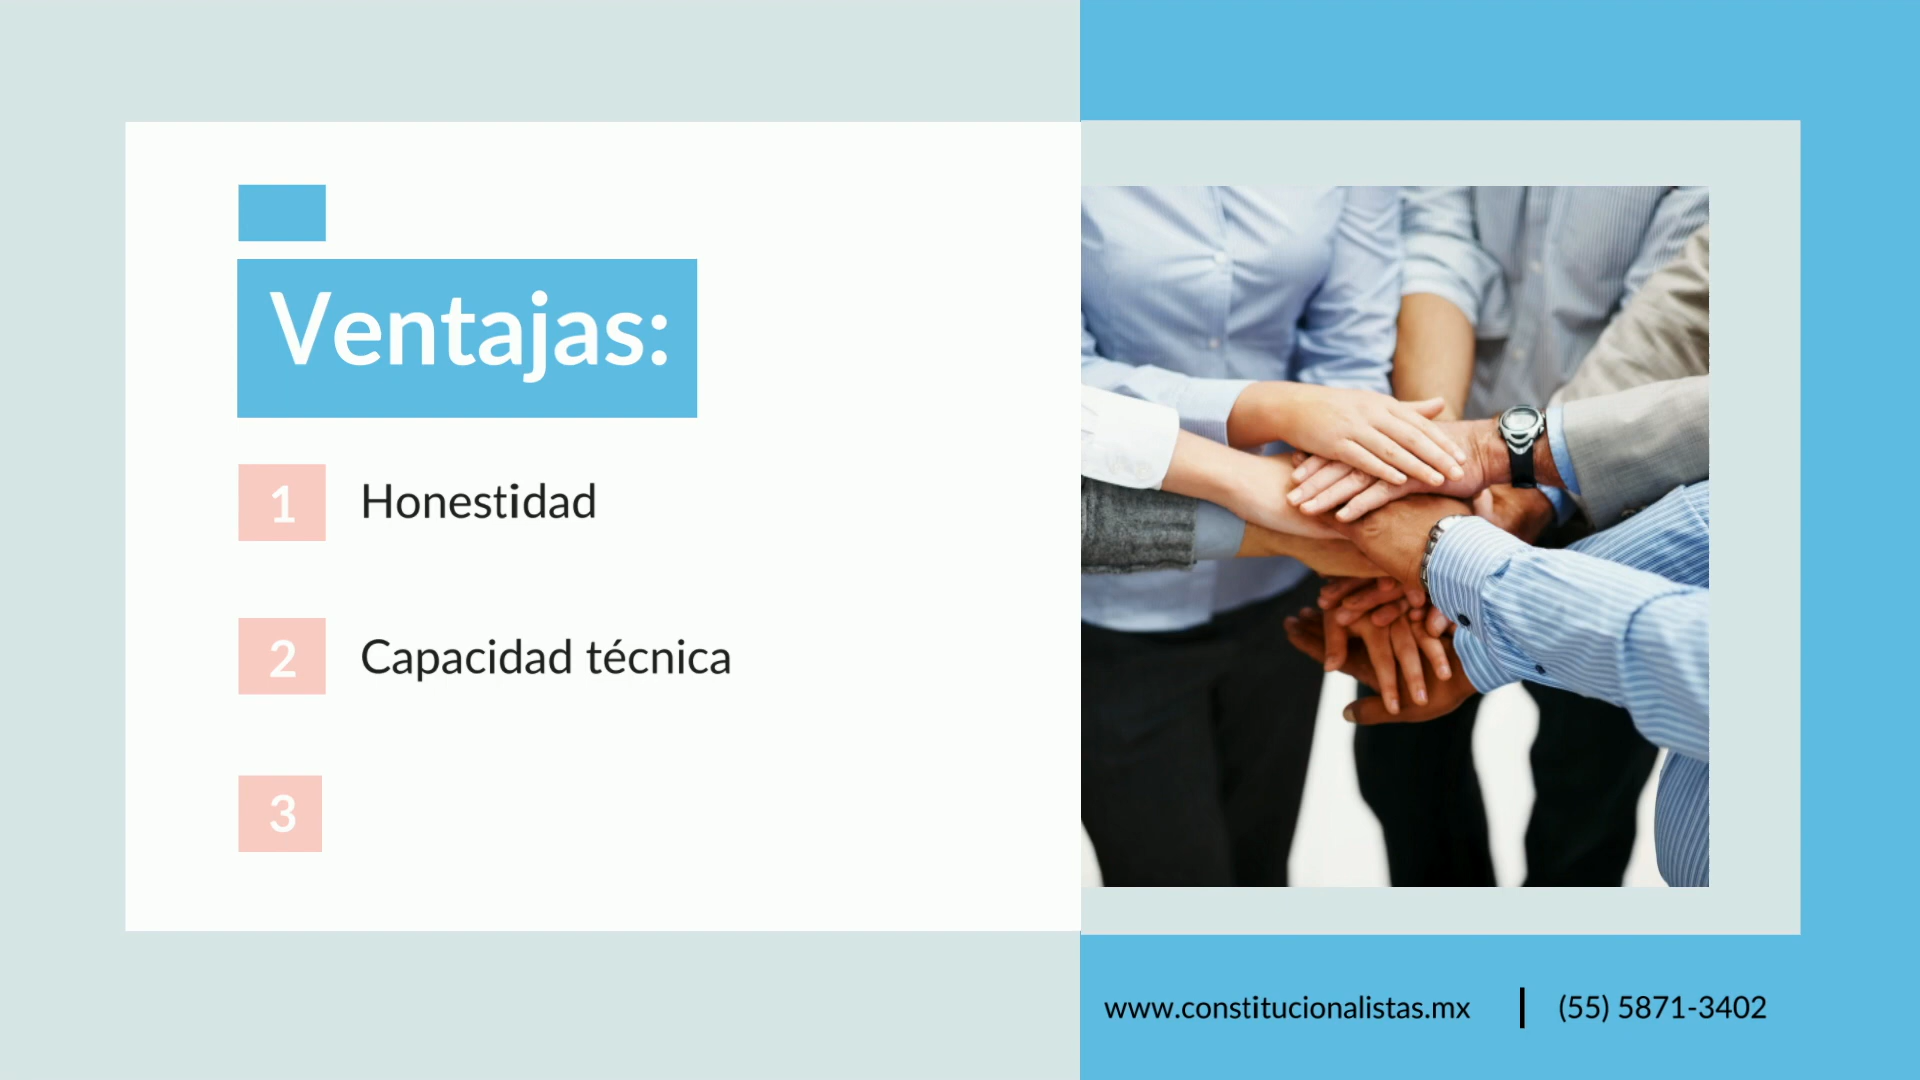 Ventajas:
1 Honestidad
2 Capacidad técnica
3
www.constitucionalistas.mx | (55) 5871-3402